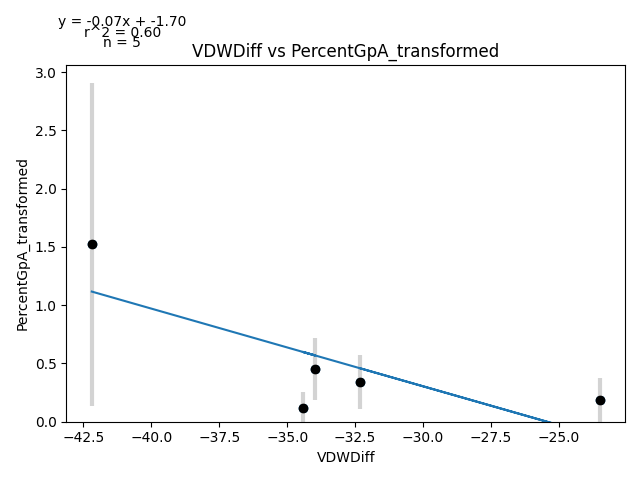 y = -0.07x + -1.70
r^2 = 0.60
n = 5
VDWDiff vs PercentGpA_transformed
3.0
2.5
2.0
1.5
1.0
0.5
0.0
PercentGpA_transformed
−42.5 −40.0 −37.5 −35.0 −32.5 −30.0 −27.5 −25.0
VDWDiff